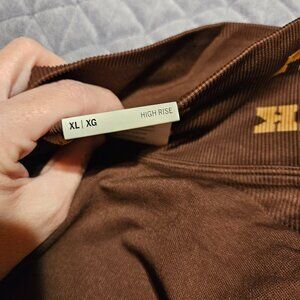 XL | XG HIGH RISE